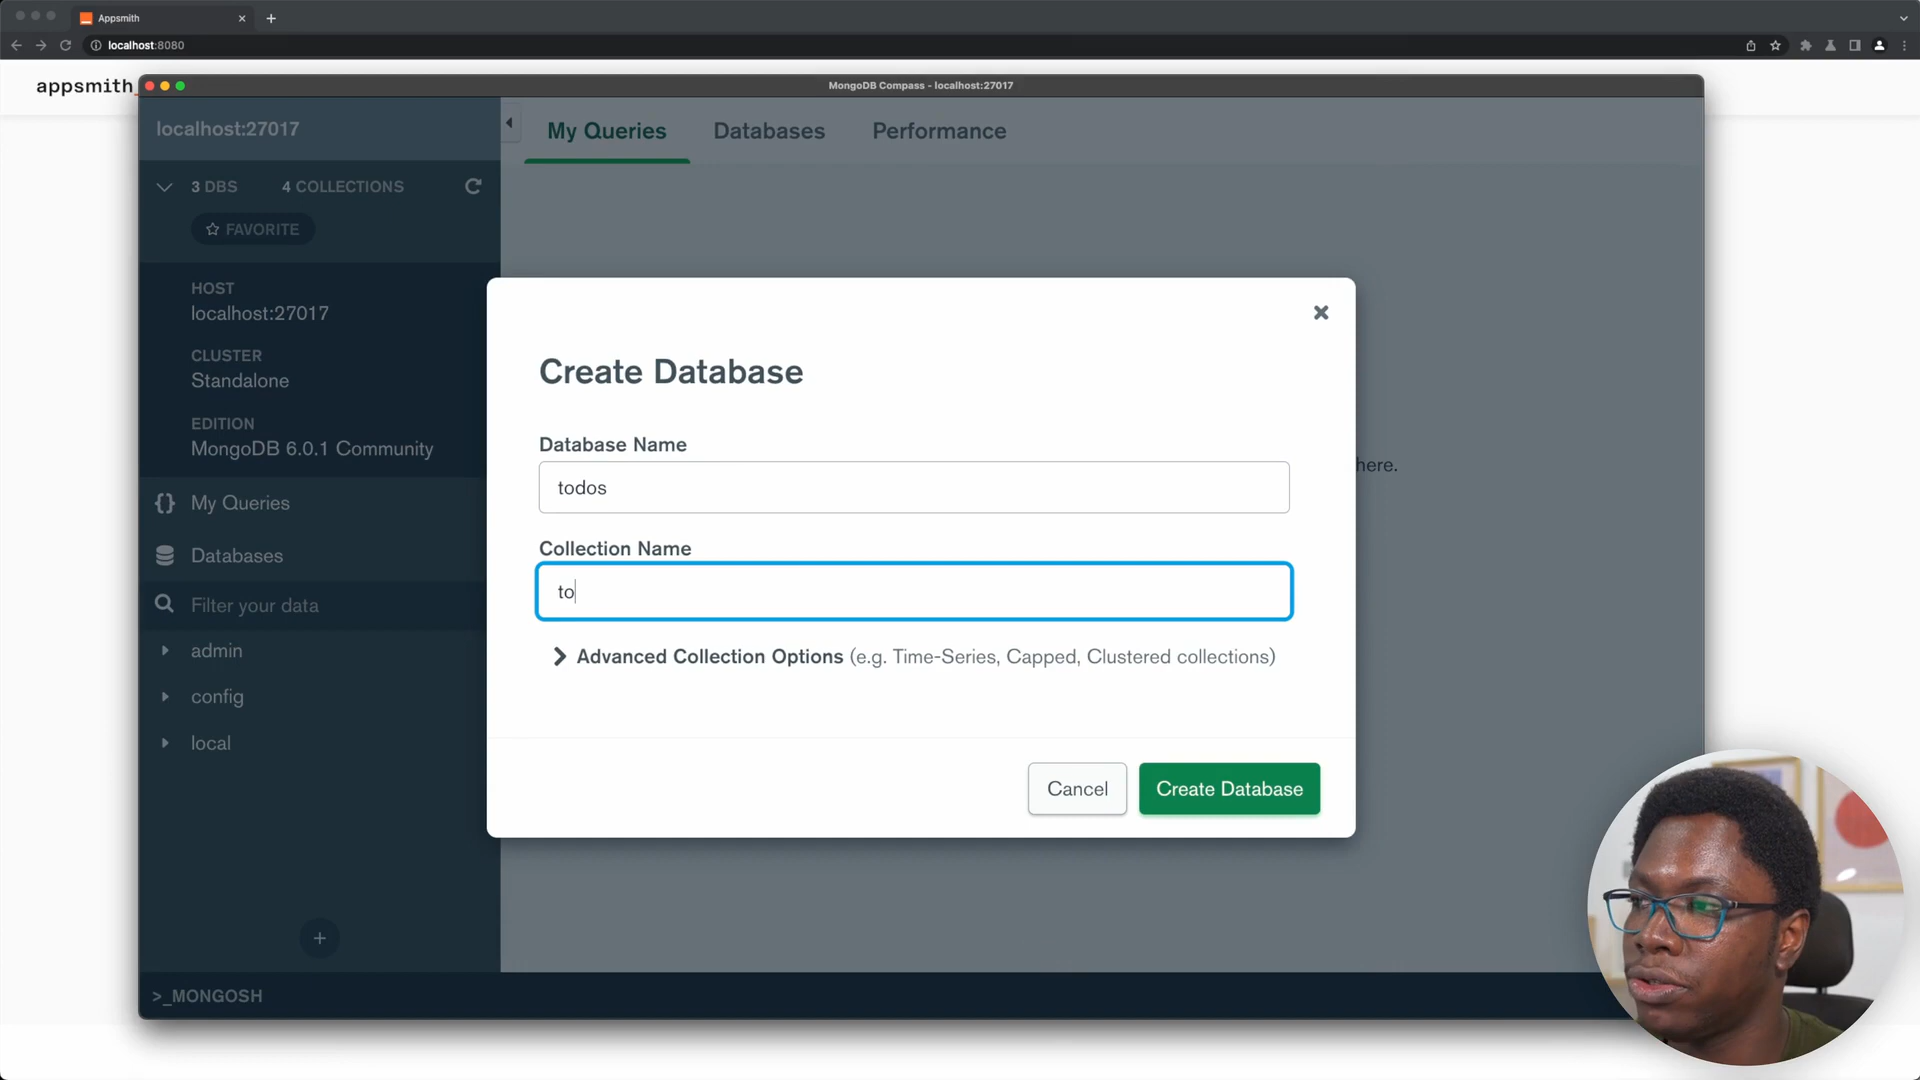 Appsmith
localhost:8080
appsmith_
MongoDB Compass - localhost:27017
localhost:27017
My Queries
Databases
Performance
3 DBS
4 COLLECTIONS
FAVORITE
HOST
localhost:27017
CLUSTER
Standalone
EDITION
MongoDB 6.0.1 Community
{} My Queries
Databases
Filter your data
admin
config
local
+
>_MONGOSH
here.
Create Database
Database Name
todos
Collection Name
to
Advanced Collection Options (e.g. Time-Series, Capped, Clustered collections)
Cancel
Create Database